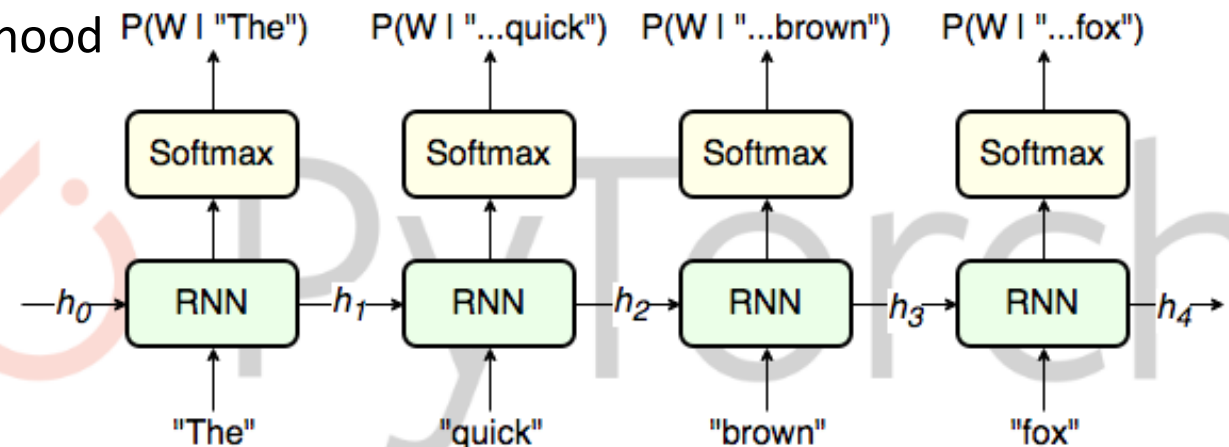 hood P(W | "The") P(W | "...quick") P(W | "...brown") P(W | "...fox")
Softmax Softmax Softmax Softmax
PyTorch
h0 RNN h1 RNN h2 RNN h3 RNN h4
"The" "quick" "brown" "fox"